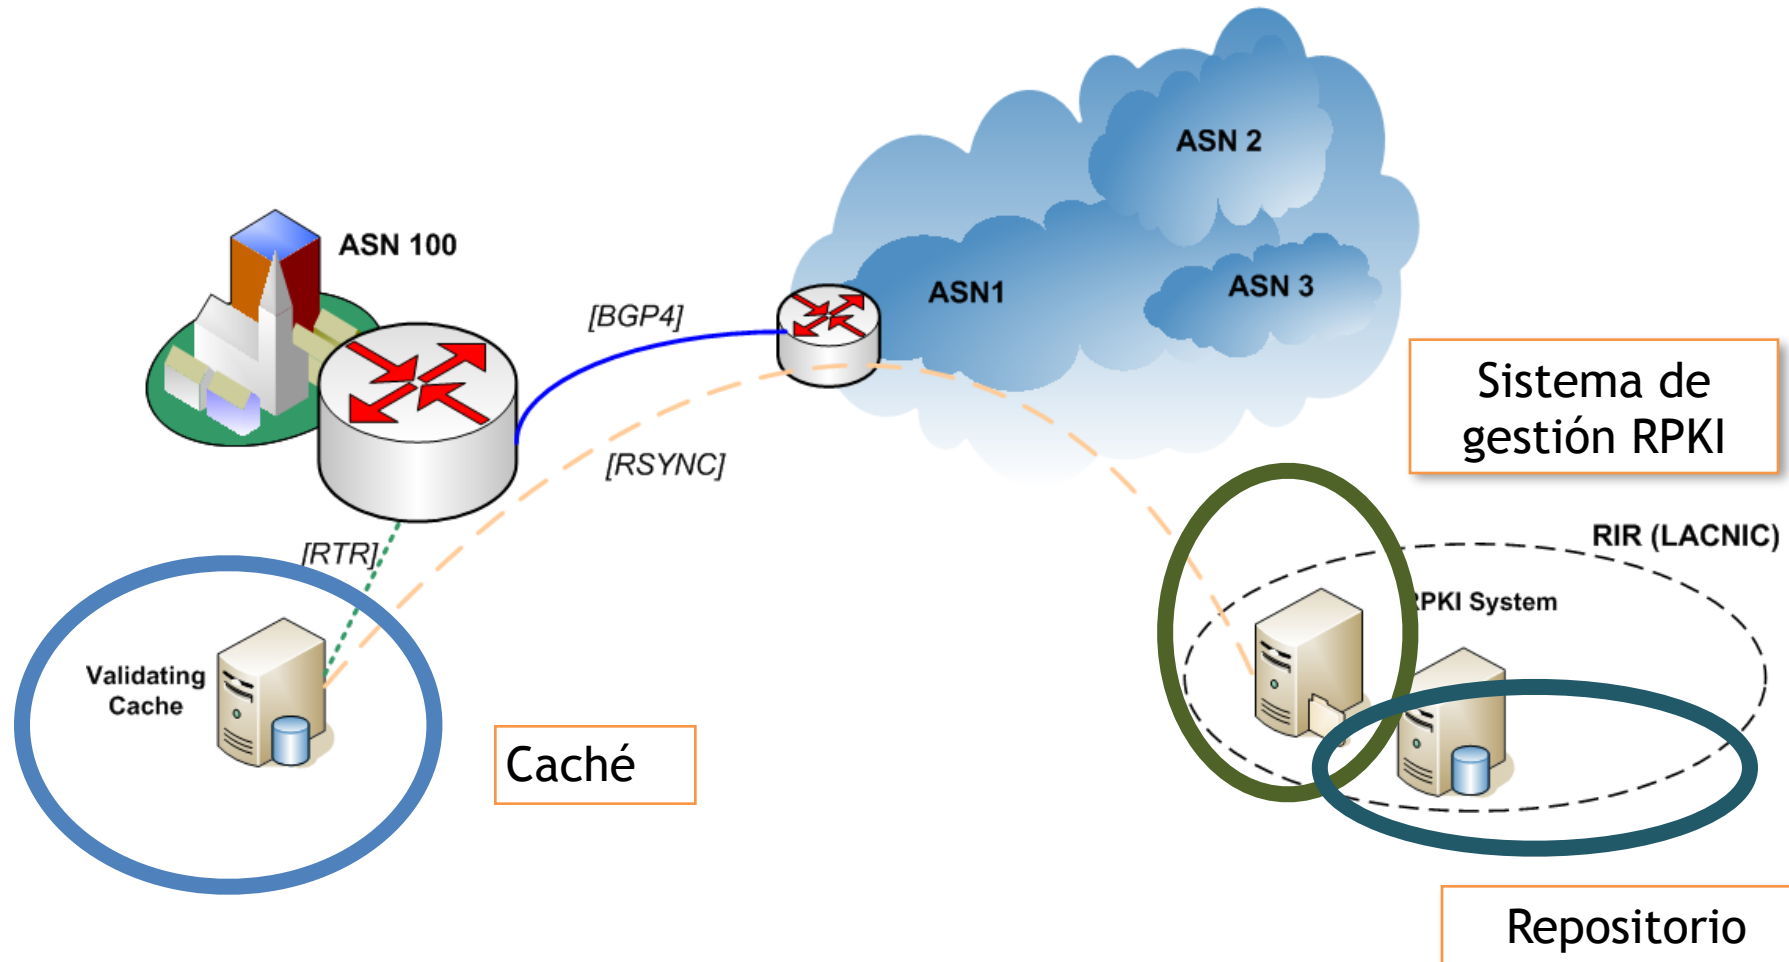 ASN 2
ASN 100
ASN1
ASN 3
[BGP4]
Sistema de
gestión RPKI
[RSYNC]
RIR (LACNIC)
[RTR]
RPKI System
Validating
Cache
Caché
Repositorio